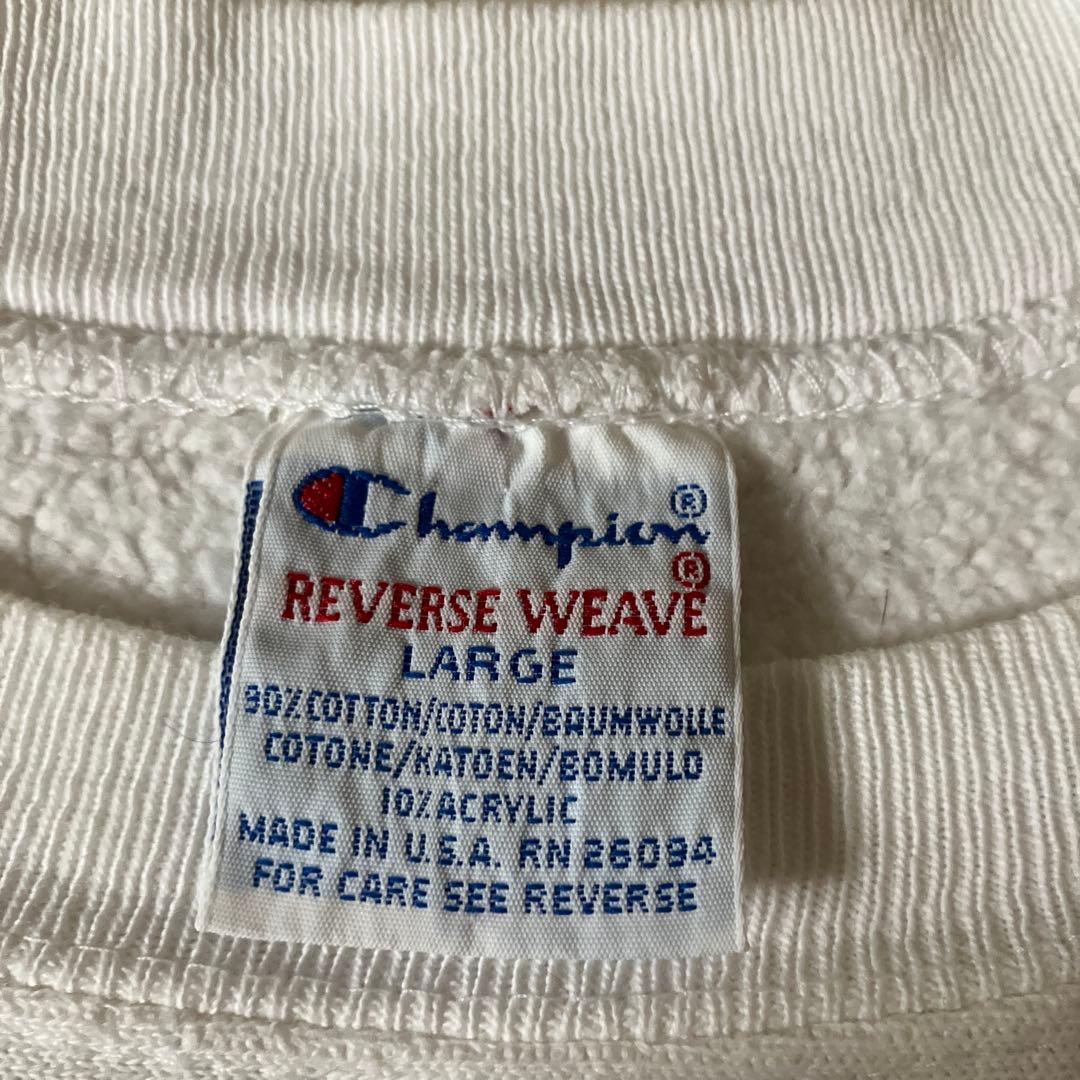 Champion®
REVERSE WEAVE®
LARGE
90% COTTON/COTON/BAUMWOLLE
COTONE/KATOEN/BOMULD
10% ACRYLIC
MADE IN U.S.A. RN 26094
FOR CARE SEE REVERSE